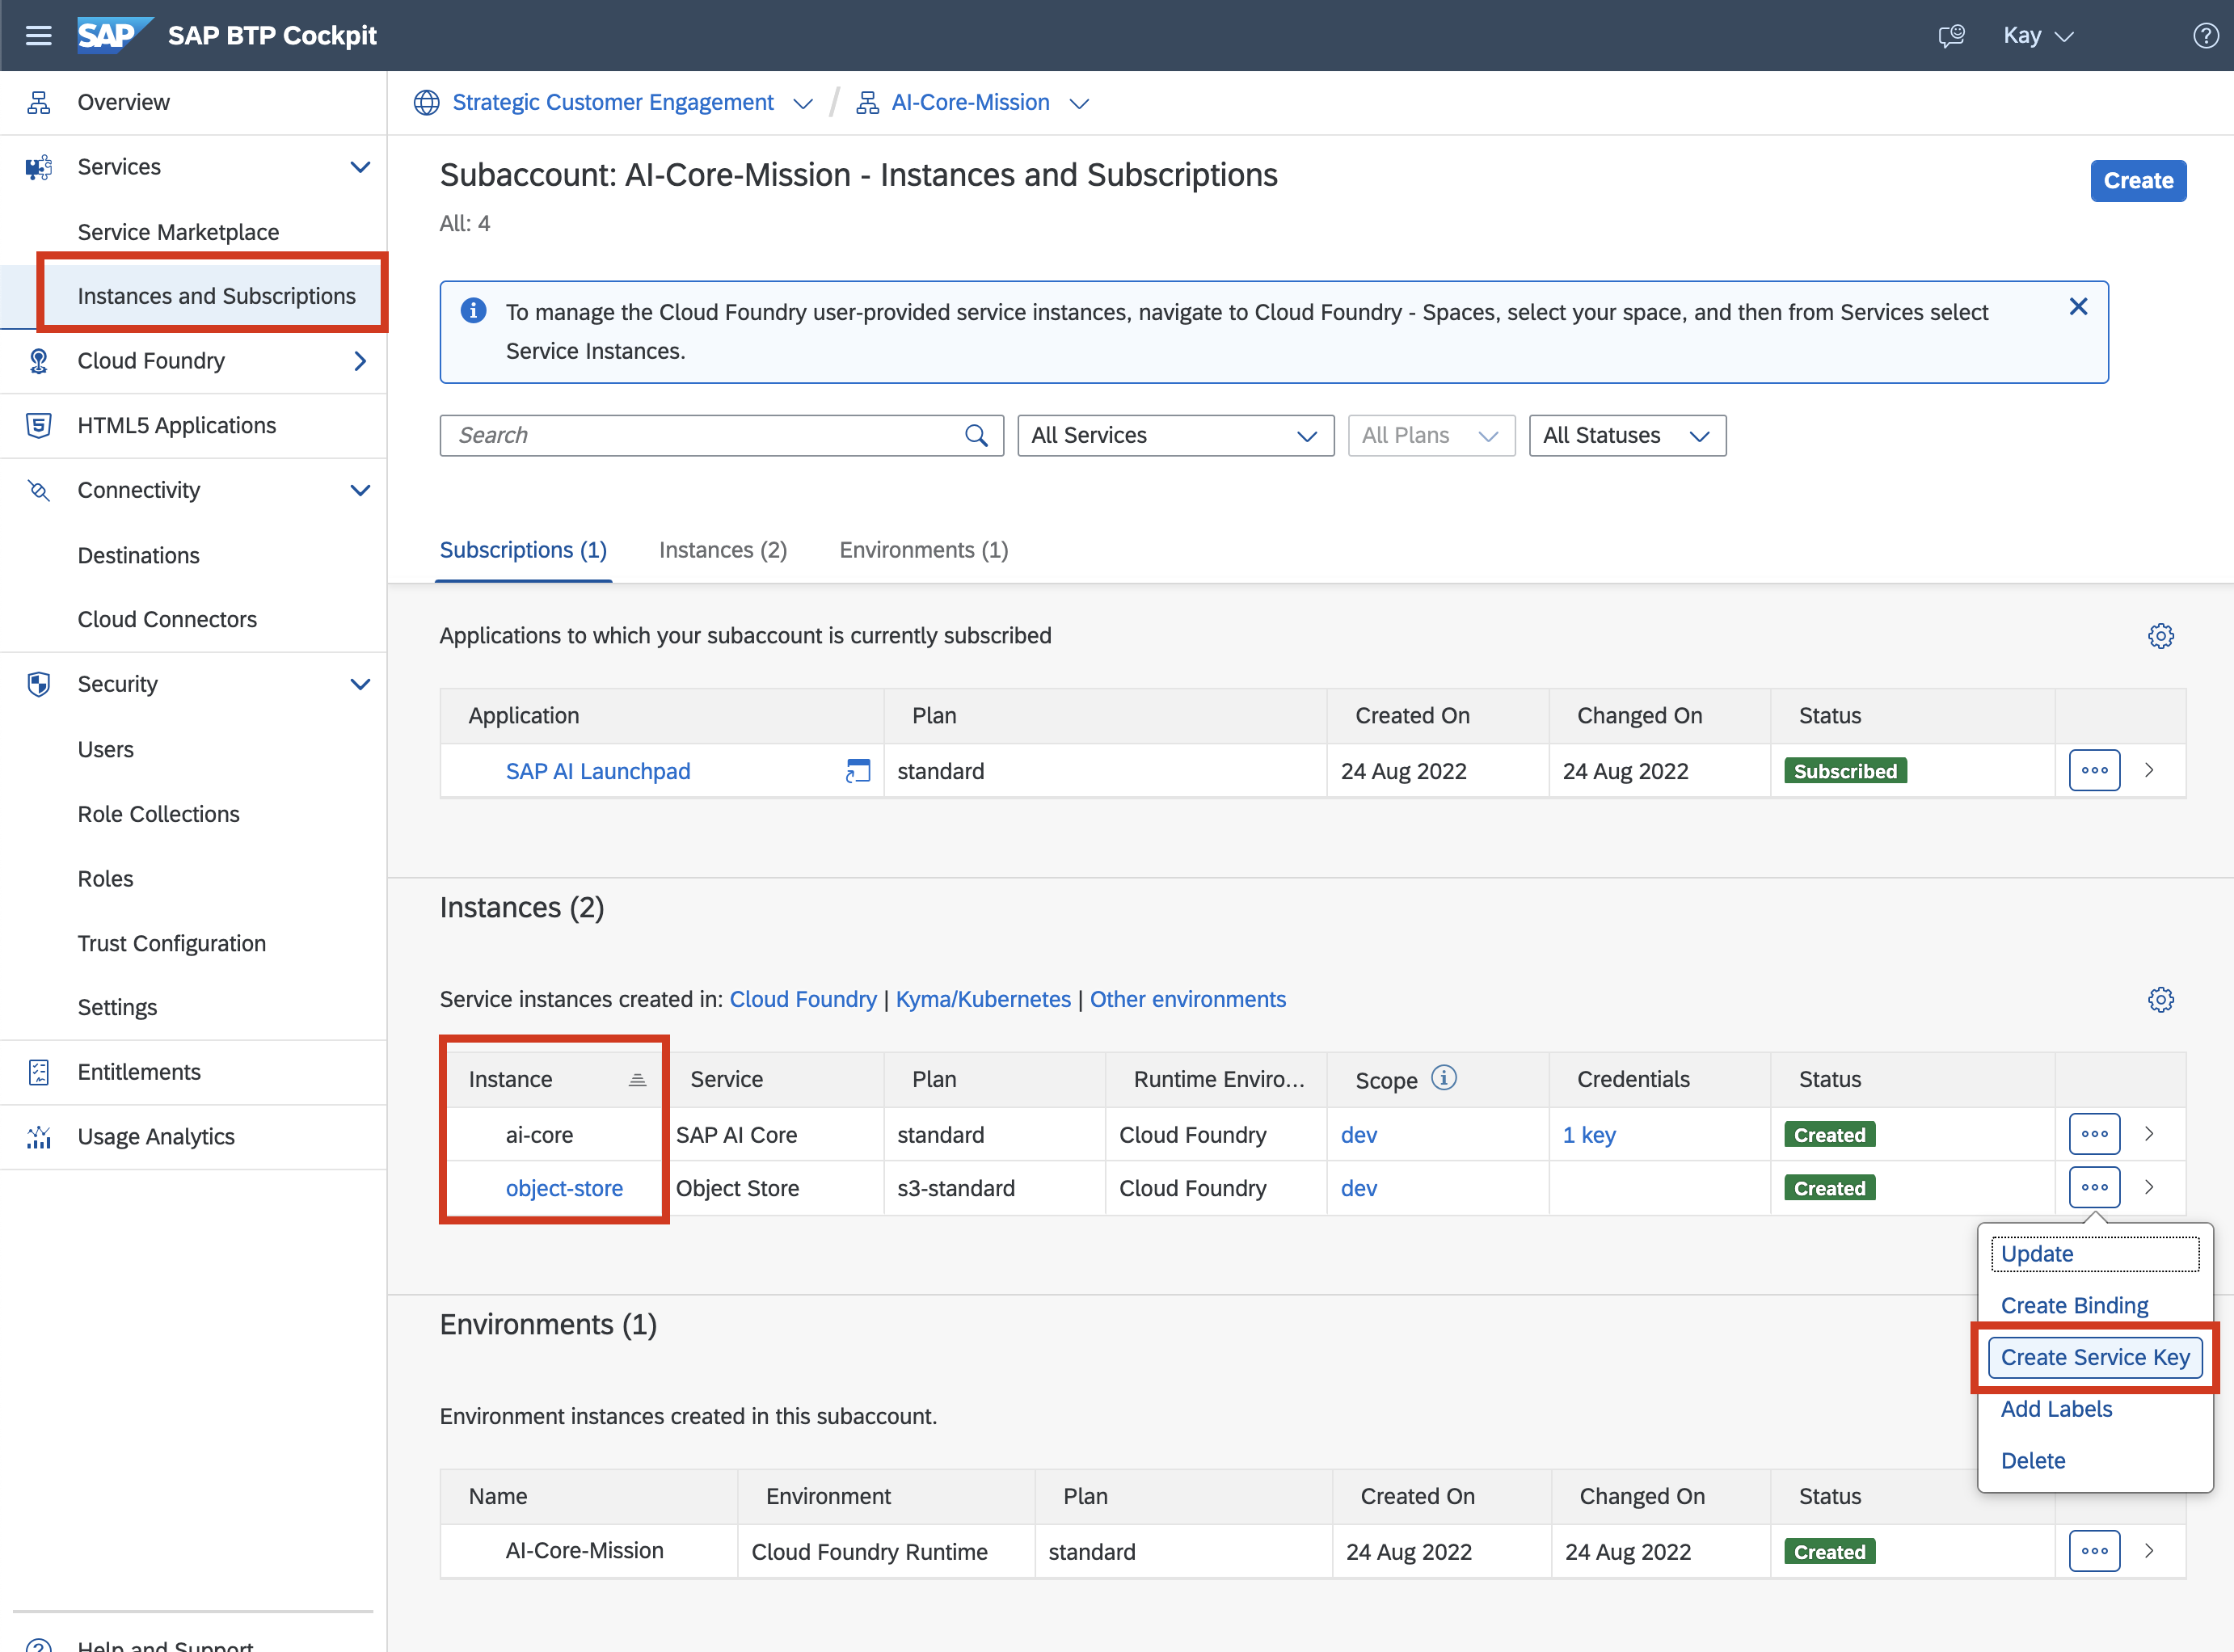 SAP SAP BTP Cockpit
Kay
Overview
Services
Service Marketplace
Instances and Subscriptions
Cloud Foundry
HTML5 Applications
Connectivity
Destinations
Cloud Connectors
Security
Users
Role Collections
Roles
Trust Configuration
Settings
Entitlements
Usage Analytics
Help and Support
Strategic Customer Engagement / AI-Core-Mission
Subaccount: AI-Core-Mission - Instances and Subscriptions
Create
All: 4
To manage the Cloud Foundry user-provided service instances, navigate to Cloud Foundry - Spaces, select your space, and then from Services select
Service Instances.
Search All Services All Plans All Statuses
Subscriptions (1) Instances (2) Environments (1)
Applications to which your subaccount is currently subscribed
Application Plan Created On Changed On Status
SAP AI Launchpad standard 24 Aug 2022 24 Aug 2022 Subscribed
Instances (2)
Service instances created in: Cloud Foundry | Kyma/Kubernetes | Other environments
Instance Service Plan Runtime Enviro... Scope Credentials Status
ai-core SAP AI Core standard Cloud Foundry dev 1 key Created
object-store Object Store s3-standard Cloud Foundry dev Created
Update
Create Binding
Create Service Key
Add Labels
Delete
Environments (1)
Environment instances created in this subaccount.
Name Environment Plan Created On Changed On Status
AI-Core-Mission Cloud Foundry Runtime standard 24 Aug 2022 24 Aug 2022 Created